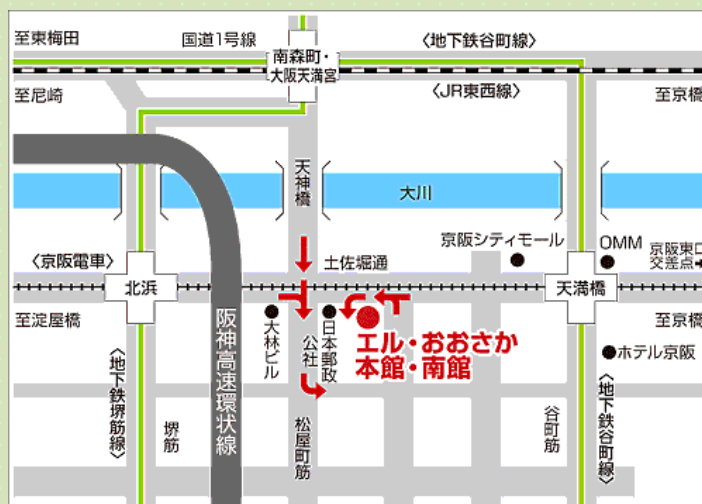 至東梅田
国道1号線
南森町・
大阪天満宮
〈地下鉄谷町線〉
至尼崎
〈JR東西線〉
至京橋
天神橋
大川
京阪シティモール
OMM
京阪東口
交差点
〈京阪電車〉
土佐堀通
北浜
天満橋
至淀屋橋
至京橋
大林ビル
公社
日本郵政
エル・おおさか
本館・南館
ホテル京阪
阪神高速環状線
〈地下鉄堺筋線〉
堺筋
松屋町筋
谷町筋
〈地下鉄谷町線〉